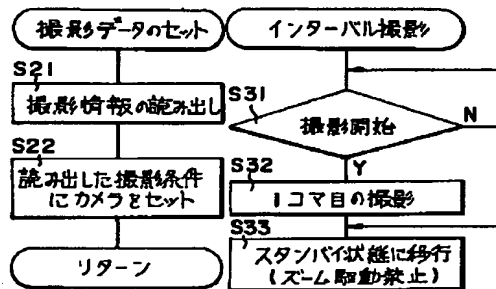 撮影データのセット
S21
撮影情報の読み出し
S22
読み出した撮影条件
にカメラをセット
リターン
インターバル撮影
S31
撮影開始
N
Y
S32
1コマ目の撮影
S33
スタンバイ状態に移行
(ズーム駆動禁止)